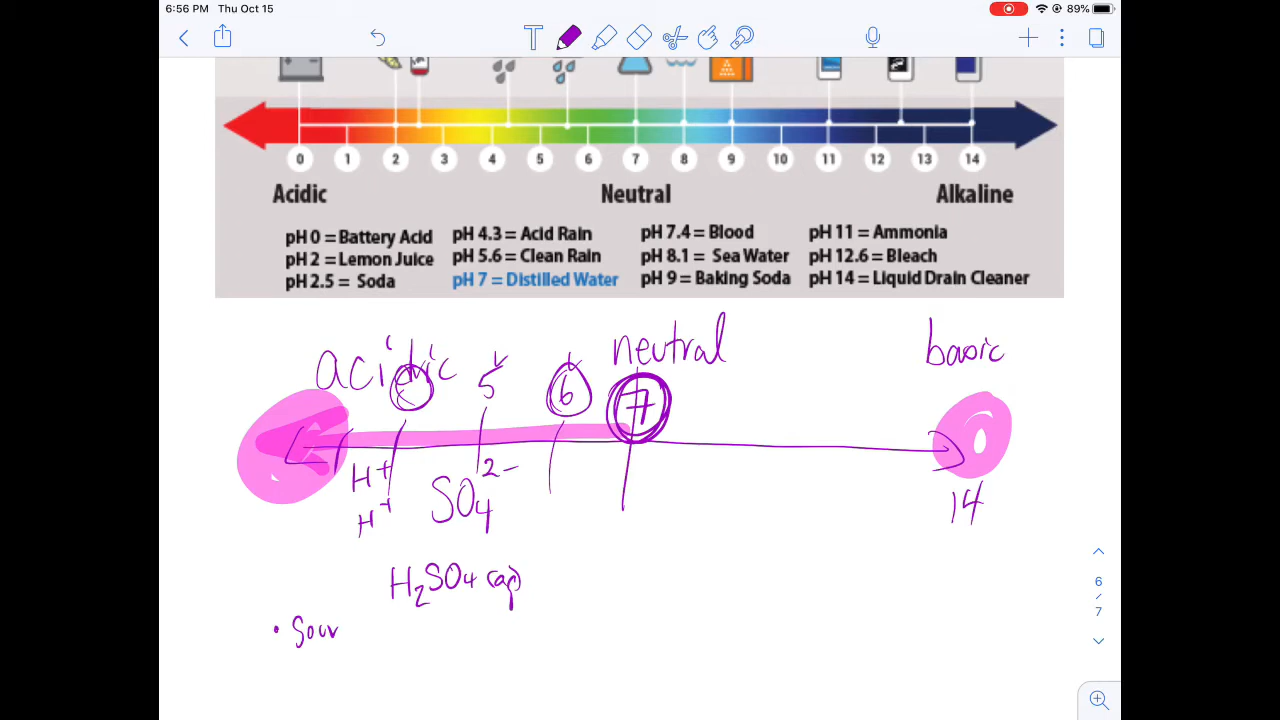 6:56 PM Thu Oct 15 89%
T
0 1 2 3 4 5 6 7 8 9 10 11 12 13 14
Acidic Neutral Alkaline
pH 0 = Battery Acid pH 4.3 = Acid Rain pH 7.4 = Blood pH 11 = Ammonia
pH 2 = Lemon Juice pH 5.6 = Clean Rain pH 8.1 = Sea Water pH 12.6 = Bleach
pH 2.5 = Soda pH 7 = Distilled Water pH 9 = Baking Soda pH 14 = Liquid Drain Cleaner
acidic neutral basic
5 6 7
H+ SO4 2-
H+ 14
H2SO4 (aq)
• Sour
6
/
7